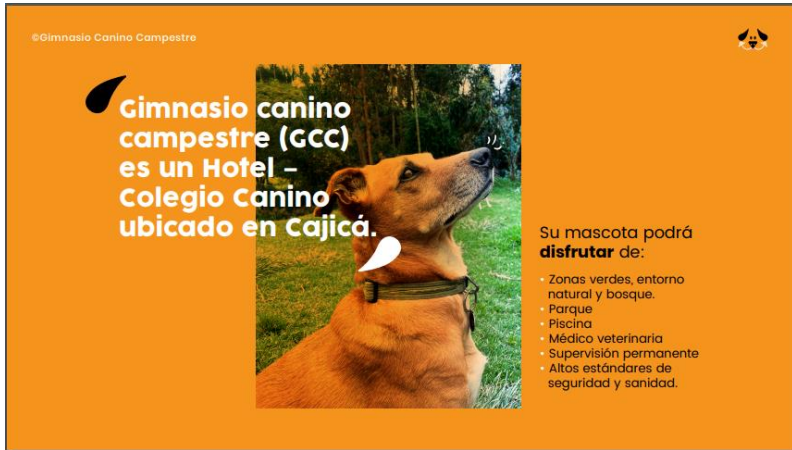 ©Gimnasio Canino Campestre
Gimnasio canino
campestre (GCC)
es un Hotel –
Colegio Canino
ubicado en Cajicá.
Su mascota podrá
disfrutar de:
• Zonas verdes, entorno
natural y bosque.
• Parque
• Piscina
• Médico veterinaria
• Supervisión permanente
• Altos estándares de
seguridad y sanidad.